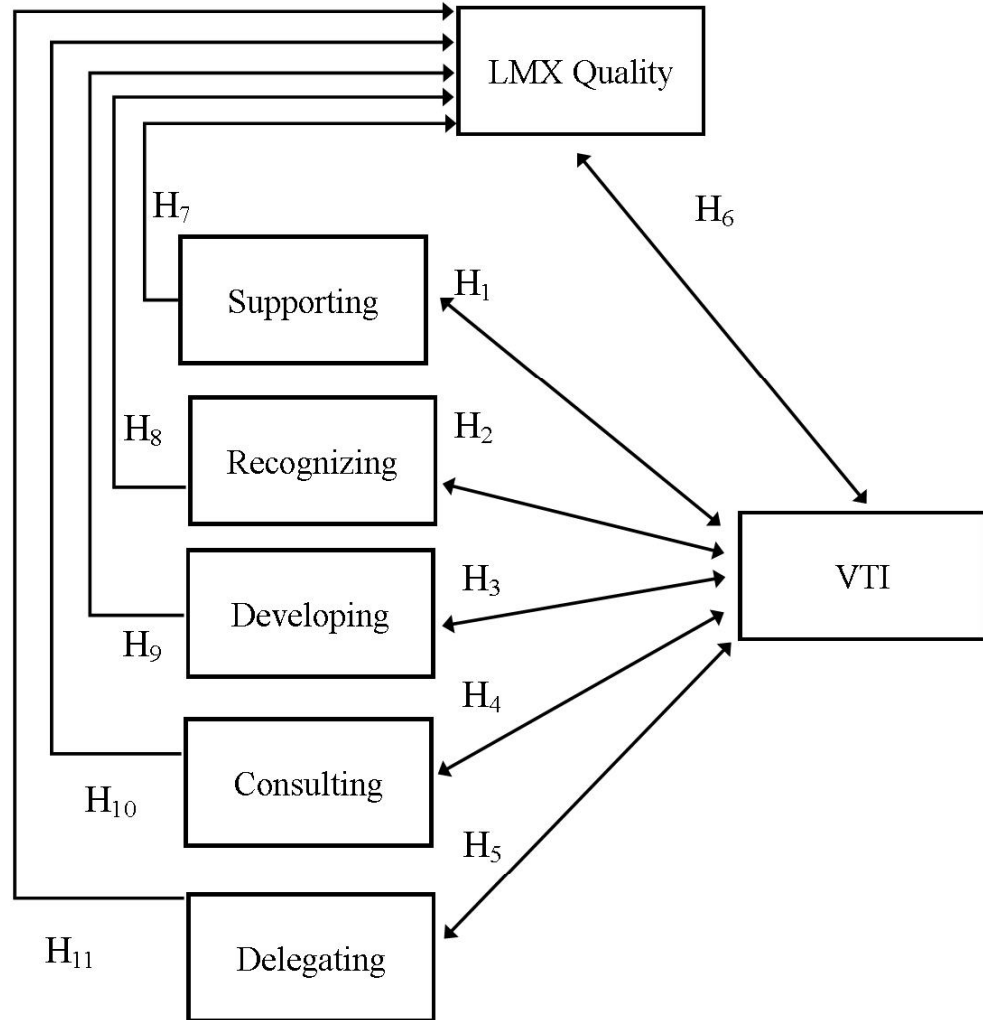 LMX Quality
H₇
H₆
Supporting
H₁
H₈
Recognizing
H₂
H₉
Developing
H₃
VTI
H₁₀
Consulting
H₄
H₁₁
Delegating
H₅